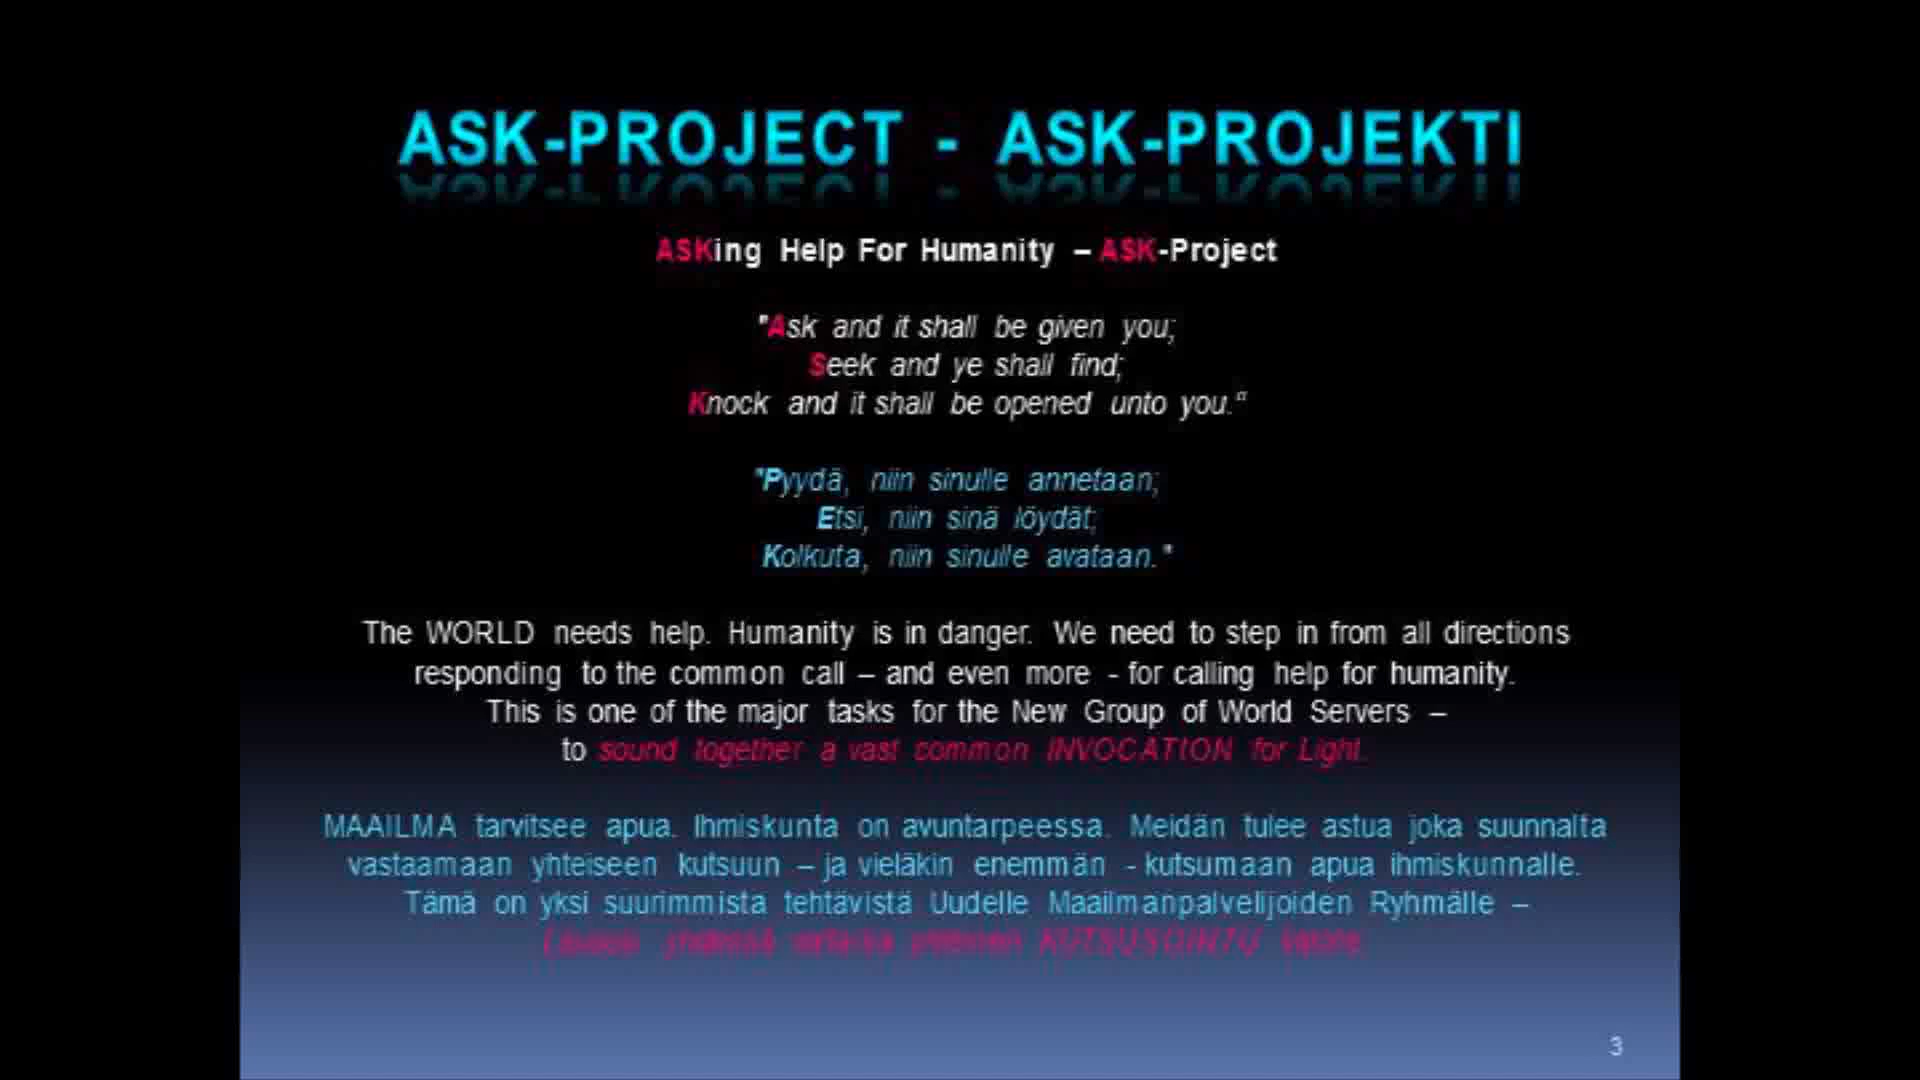 ASK-PROJECT - ASK-PROJEKTI
ASKing Help For Humanity – ASK-Project
"Ask and it shall be given you;
Seek and ye shall find;
Knock and it shall be opened unto you."
"Pyydä, niin sinulle annetaan;
Etsi, niin sinä löydät;
Kolkuta, niin sinulle avataan."
The WORLD needs help. Humanity is in danger. We need to step in from all directions
responding to the common call – and even more - for calling help for humanity.
This is one of the major tasks for the New Group of World Servers –
to sound together a vast common INVOCATION for Light.
MAAILMA tarvitsee apua. Ihmiskunta on avuntarpeessa. Meidän tulee astua joka suunnalta
vastaamaan yhteiseen kutsuun – ja vieläkin enemmän - kutsumaan apua ihmiskunnalle.
Tämä on yksi suurimmista tehtävistä Uudelle Maailmanpalvelijoiden Ryhmälle –
KUTSUSOINTU
3